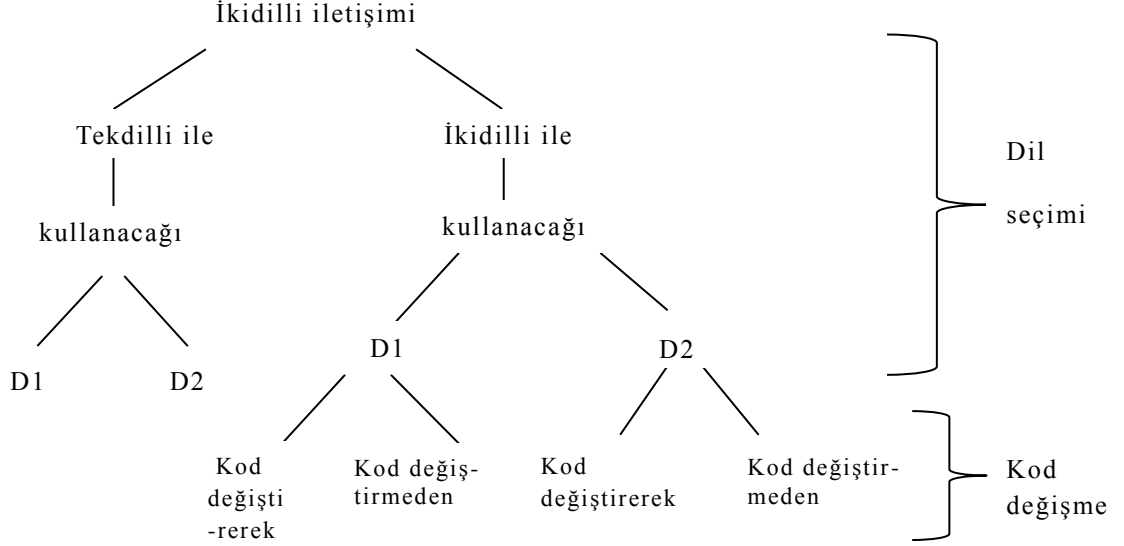 İkidilli iletişimi
Tekdilli ile
İkidilli ile
Dil
seçimi
kullanacağı
kullanacağı
D1
D2
D1
D2
Kod
değişti
-rerek
Kod değiş-
tirmeden
Kod
değiştirerek
Kod değiştir-
meden
Kod
değişme